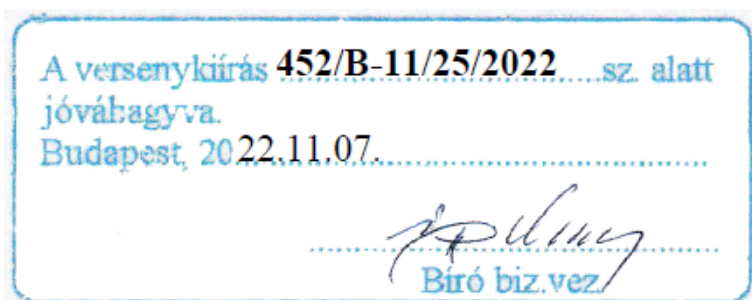 A versenykiírás 452/B-11/25/2022.....sz. alatt
jóváhagyva.
Budapest, 2022.11.07.
Bíró biz.vez.